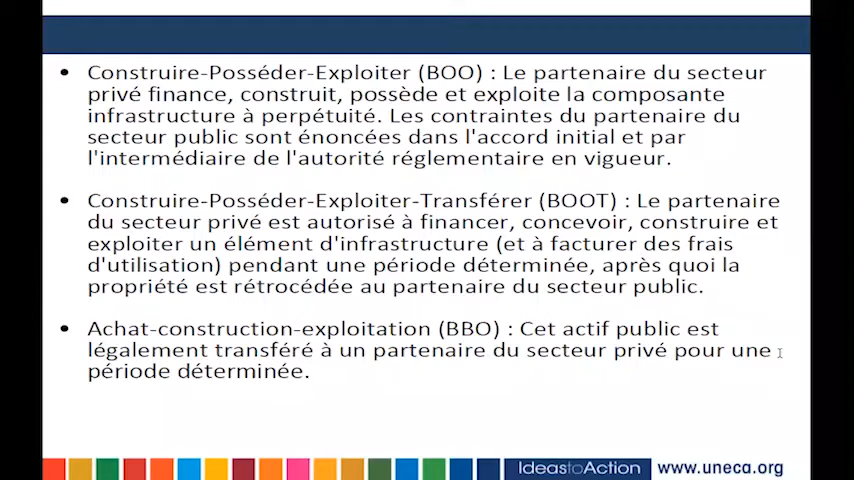 • Construire-Posséder-Exploiter (BOO) : Le partenaire du secteur
privé finance, construit, possède et exploite la composante
infrastructure à perpétuité. Les contraintes du partenaire du
secteur public sont énoncées dans l'accord initial et par
l'intermédiaire de l'autorité réglementaire en vigueur.
• Construire-Posséder-Exploiter-Transférer (BOOT) : Le partenaire
du secteur privé est autorisé à financer, concevoir, construire et
exploiter un élément d'infrastructure (et à facturer des frais
d'utilisation) pendant une période déterminée, après quoi la
propriété est rétrocédée au partenaire du secteur public.
• Achat-construction-exploitation (BBO) : Cet actif public est
légalement transféré à un partenaire du secteur privé pour une
période déterminée.
IdeastoAction www.uneca.org